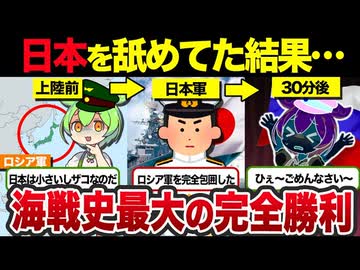 日本を舐めてた結果…
上陸前
日本軍
30分後
ロシア軍
日本は小さいしザコなのだ
ロシア軍を完全包囲した
ひぇ～ごめんなさい～
海戦史最大の完全勝利